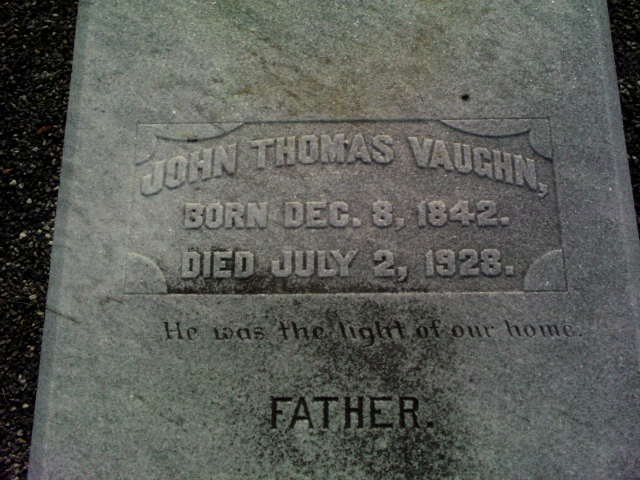 JOHN THOMAS VAUGHN,
BORN DEC. 8, 1842.
DIED JULY 2, 1928.
He was the light of our home.
FATHER.